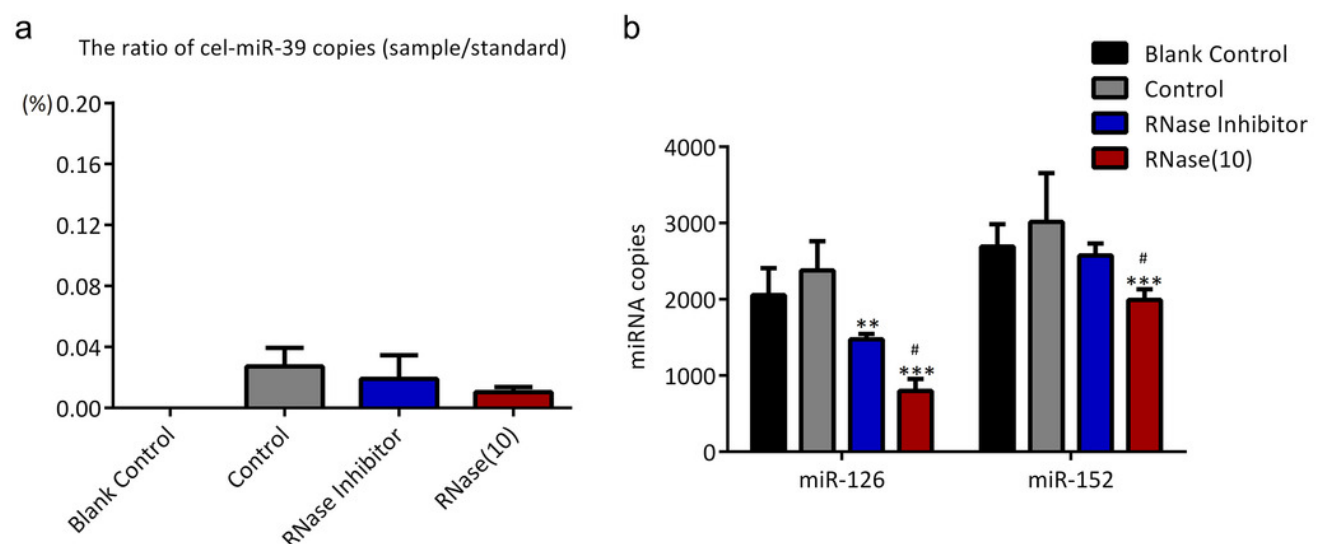 a
The ratio of cel-miR-39 copies (sample/standard)
(%)
0.20
0.16
0.12
0.08
0.04
0.00
Blank Control
Control
RNase Inhibitor
RNase(10)
b
Blank Control
Control
RNase Inhibitor
RNase(10)
miRNA copies
4000
3000
2000
1000
0
**
#
***
#
***
miR-126
miR-152